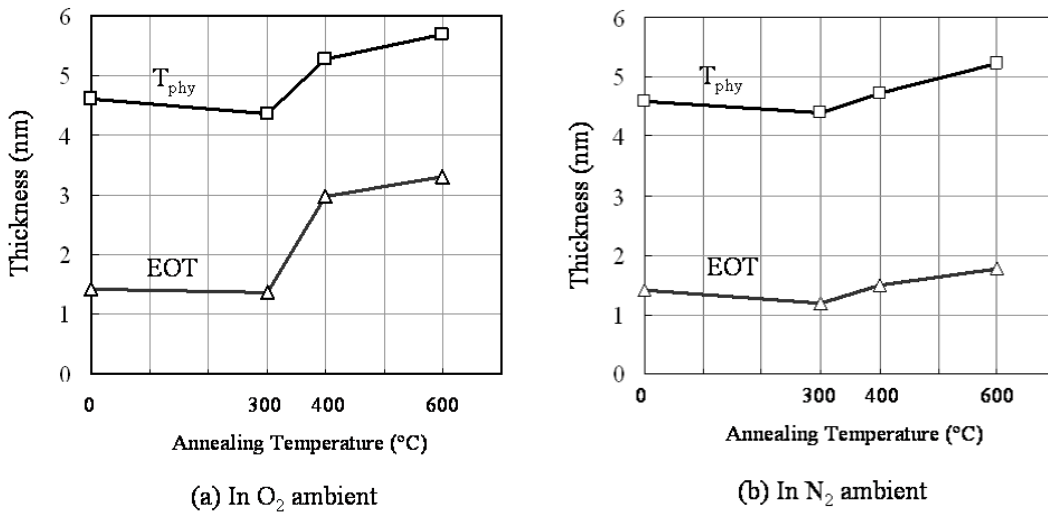 6
5
4
3
2
1
0
Thickness (nm)
T_phy
EOT
0 300 400 600
Annealing Temperature (°C)
(a) In O₂ ambient
6
5
4
3
2
1
0
Thickness (nm)
T_phy
EOT
0 300 400 600
Annealing Temperature (°C)
(b) In N₂ ambient